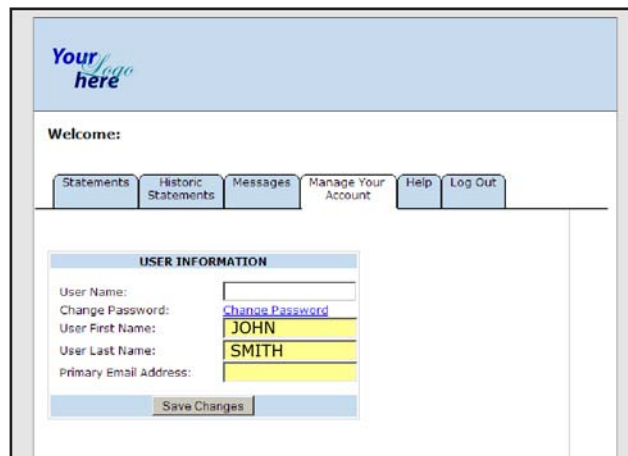 Your
Logo
here
Welcome:
Statements Historic Statements Messages Manage Your Account Help Log Out
USER INFORMATION
User Name:
Change Password: Change Password
User First Name: JOHN
User Last Name: SMITH
Primary Email Address:
Save Changes